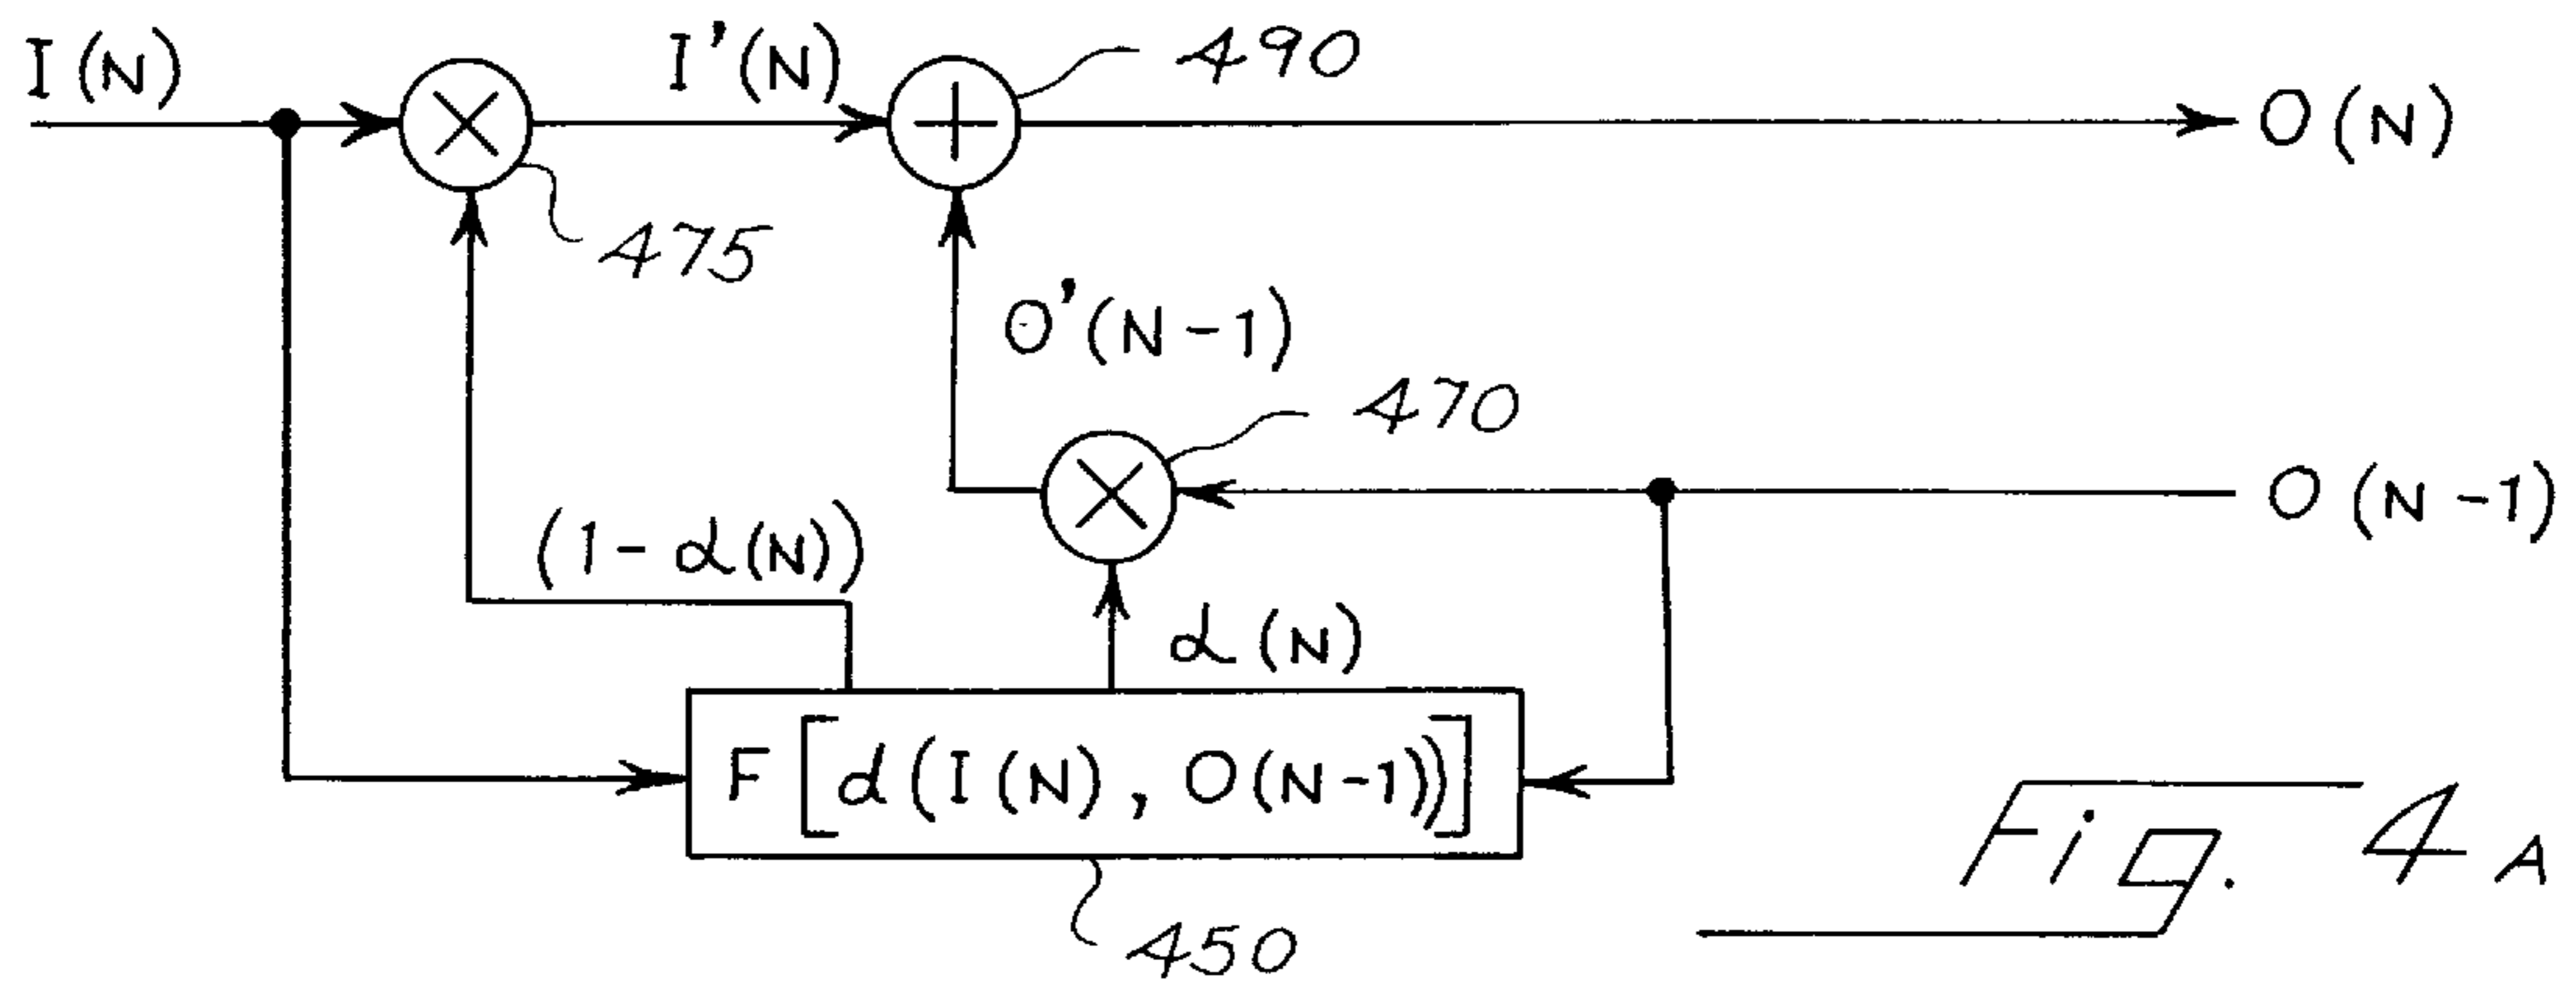 I(N)
I'(N)
490
O(N)
475
O'(N-1)
470
O(N-1)
(1-α(N))
α(N)
F[d(I(N), O(N-1))]
450
Fig. 4A